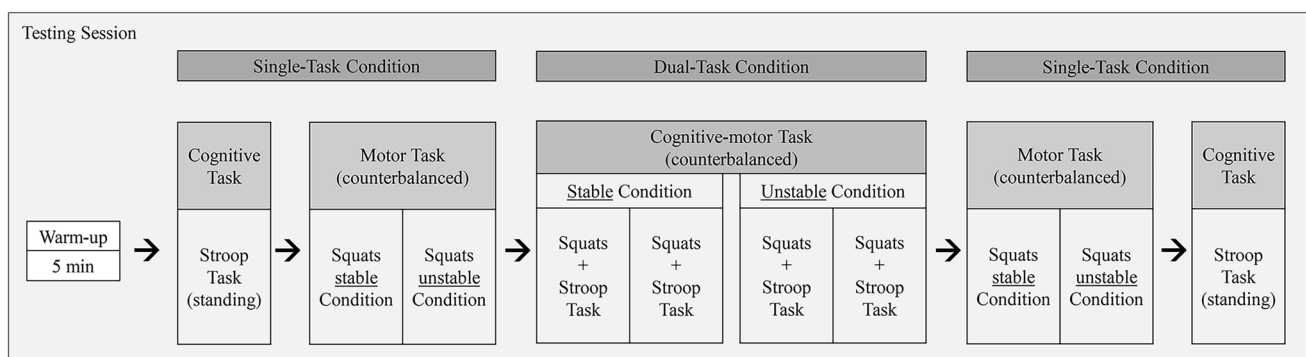 Testing Session
Single-Task Condition
Dual-Task Condition
Single-Task Condition
Warm-up
5 min
Cognitive
Task
Stroop
Task
(standing)
Motor Task
(counterbalanced)
Squats
stable
Condition
Squats
unstable
Condition
Cognitive-motor Task
(counterbalanced)
Stable Condition
Squats
+
Stroop
Task
Squats
+
Stroop
Task
Unstable Condition
Squats
+
Stroop
Task
Squats
+
Stroop
Task
Motor Task
(counterbalanced)
Squats
stable
Condition
Squats
unstable
Condition
Cognitive
Task
Stroop
Task
(standing)